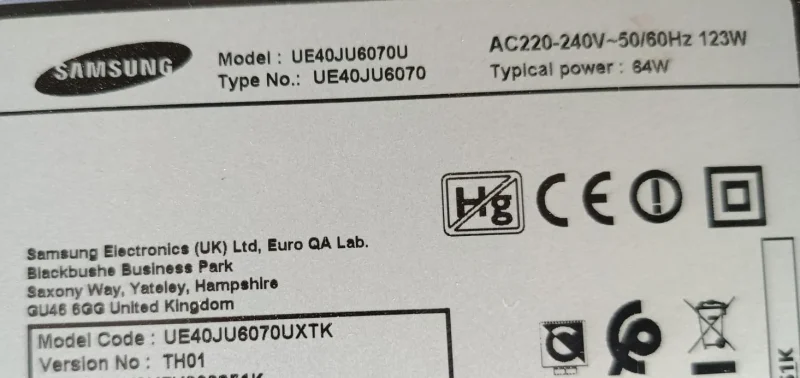 SAMSUNG
Model : UE40JU6070U
Type No.: UE40JU6070
AC220-240V~50/60Hz 123W
Typical power : 64W
Hg
CE
Samsung Electronics (UK) Ltd, Euro QA Lab.
Blackbushe Business Park
Saxony Way, Yateley, Hampshire
GU46 6GG United Kingdom
Model Code : UE40JU6070UXTK
Version No : TH01